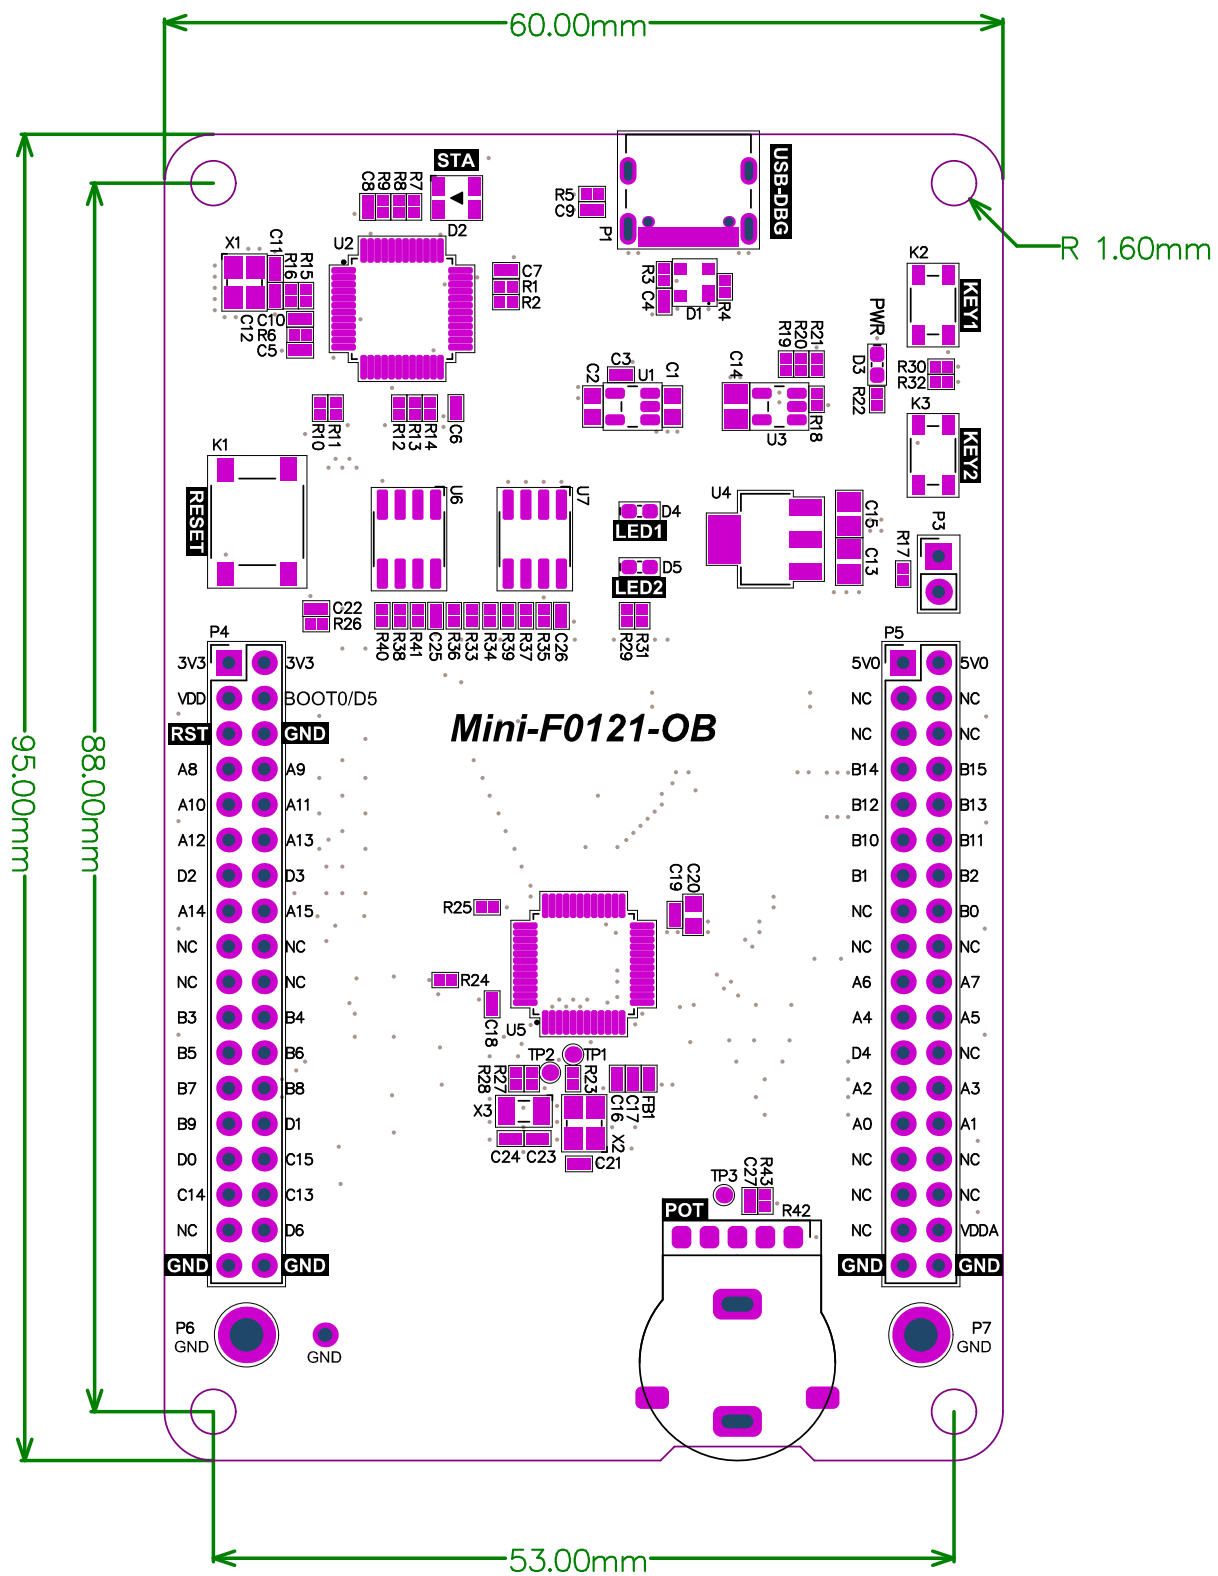 60.00mm
STA
USB-DBG
C8
R9
R8
R7
R5
C9
P1
D2
U2
X1
C11
R16
R15
R 1.60mm
K2
KEY1
C7
R1
R2
R3
C4
D1
R4
C12
C10
R6
C5
PWR
D3
R22
R19
R20
R21
C14
C3
U1
C2
C1
R30
R32
U3
R18
K3
KEY2
R10
R11
R12
R13
R14
C6
K1
RESET
U6
U7
D4
LED1
D5
LED2
U4
C15
C13
R17
P3
C22
R26
R40
R38
R41
C25
R36
R33
R34
R39
R37
R35
C26
R29
R31
P4
P5
3V3 3V3 5V0 5V0
VDD BOOT0/D5 NC NC
RST GND NC NC
Mini-F0121-OB
A8 A9 B14 B15
A10 A11 B12 B13
A12 A13 B10 B11
D2 D3 B1 B2
A14 A15 NC B0
NC NC NC NC
NC NC A6 A7
B3 B4 A4 A5
B5 B6 D4 NC
B7 B8 A2 A3
B9 D1 A0 A1
D0 C15 NC NC
C14 C13 NC NC
NC D6 NC VDDA
GND GND GND GND
95.00mm
88.00mm
R25
C19
C20
R24
C18
U5
TP2
TP1
R28
R27
R23
C16
C17
FB1
X3
X2
C24
C23
C21
TP3
C27
R43
POT
R42
P6
GND
GND
P7
GND
53.00mm